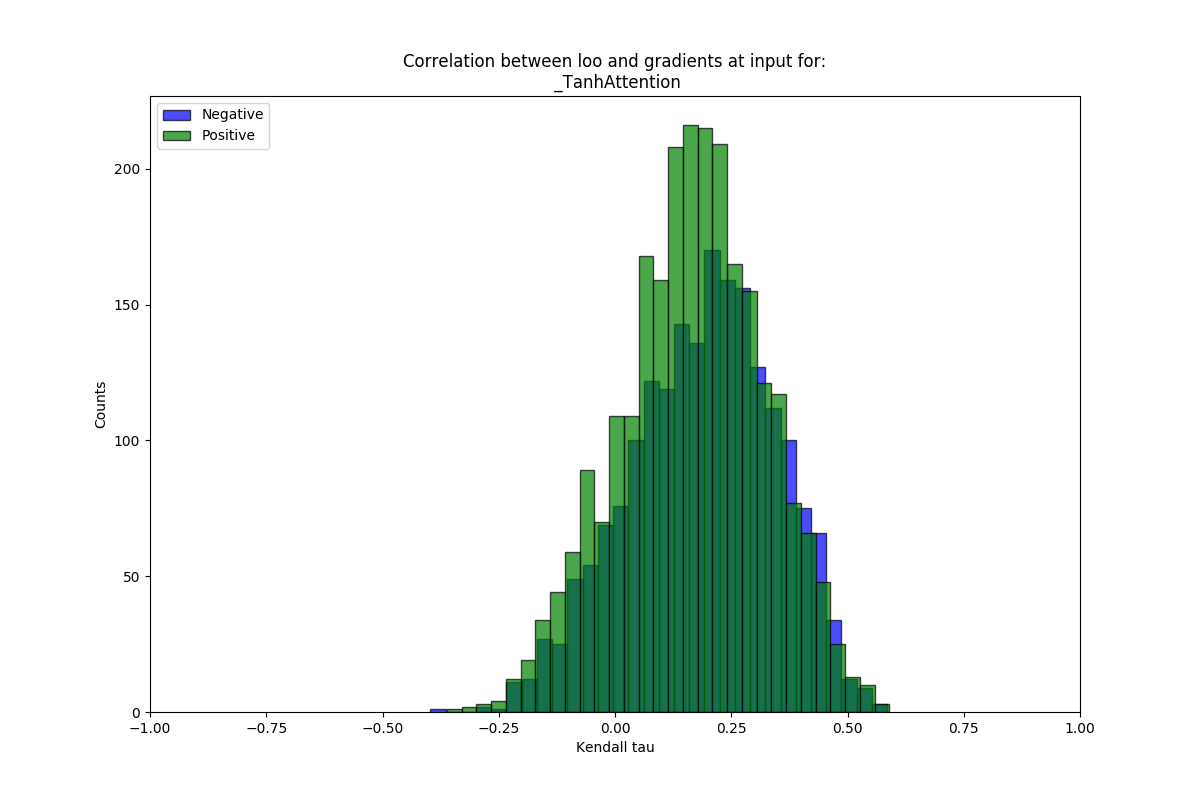 Correlation between loo and gradients at input for:
_TanhAttention
Negative
Positive
200
150
100
50
0
Counts
−1.00 −0.75 −0.50 −0.25 0.00 0.25 0.50 0.75 1.00
Kendall tau